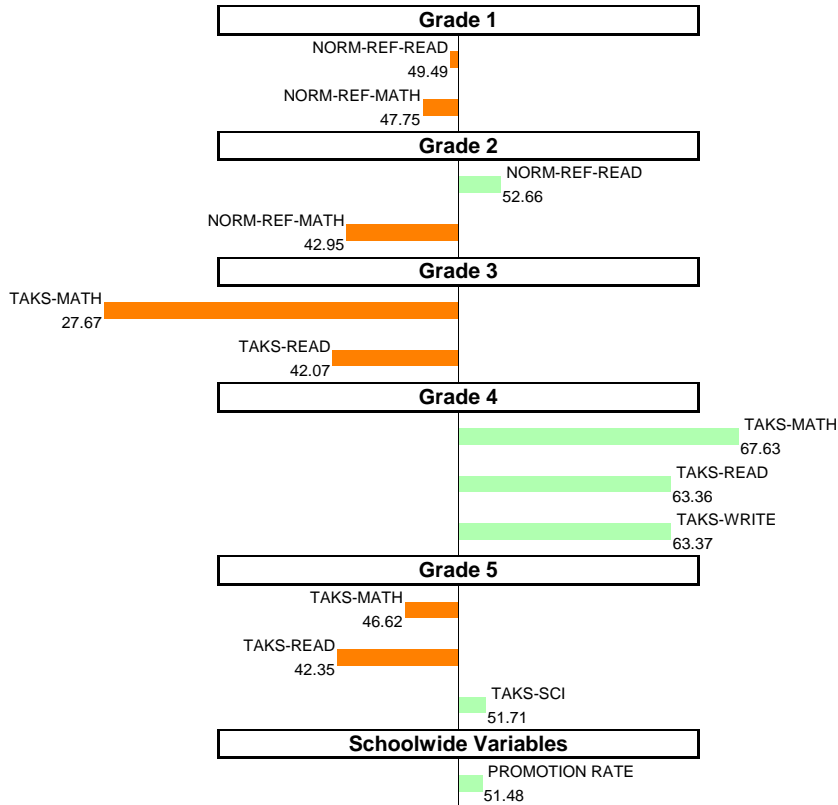 Grade 1
NORM-REF-READ
49.49
NORM-REF-MATH
47.75
Grade 2
NORM-REF-READ
52.66
NORM-REF-MATH
42.95
Grade 3
TAKS-MATH
27.67
TAKS-READ
42.07
Grade 4
TAKS-MATH
67.63
TAKS-READ
63.36
TAKS-WRITE
63.37
Grade 5
TAKS-MATH
46.62
TAKS-READ
42.35
TAKS-SCI
51.71
Schoolwide Variables
PROMOTION RATE
51.48